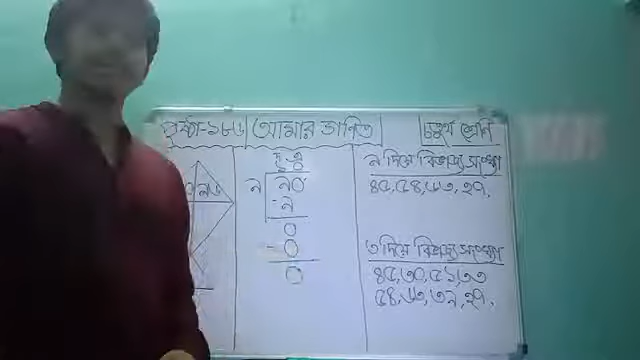 পৃষ্ঠা-১৮৬ আমার গণিত চতুর্থ শ্রেণি
৯ ৯০
- ৯
০
- ০
০
৯ দিয়ে বিভাজ্য সংখ্যা
৪৫, ৫৪, ৬৩, ২৭,
৩ দিয়ে বিভাজ্য সংখ্যা
৪৫, ৩০, ৫১, ৩৩
৫৪, ৬৩, ৩৯, ২৭,